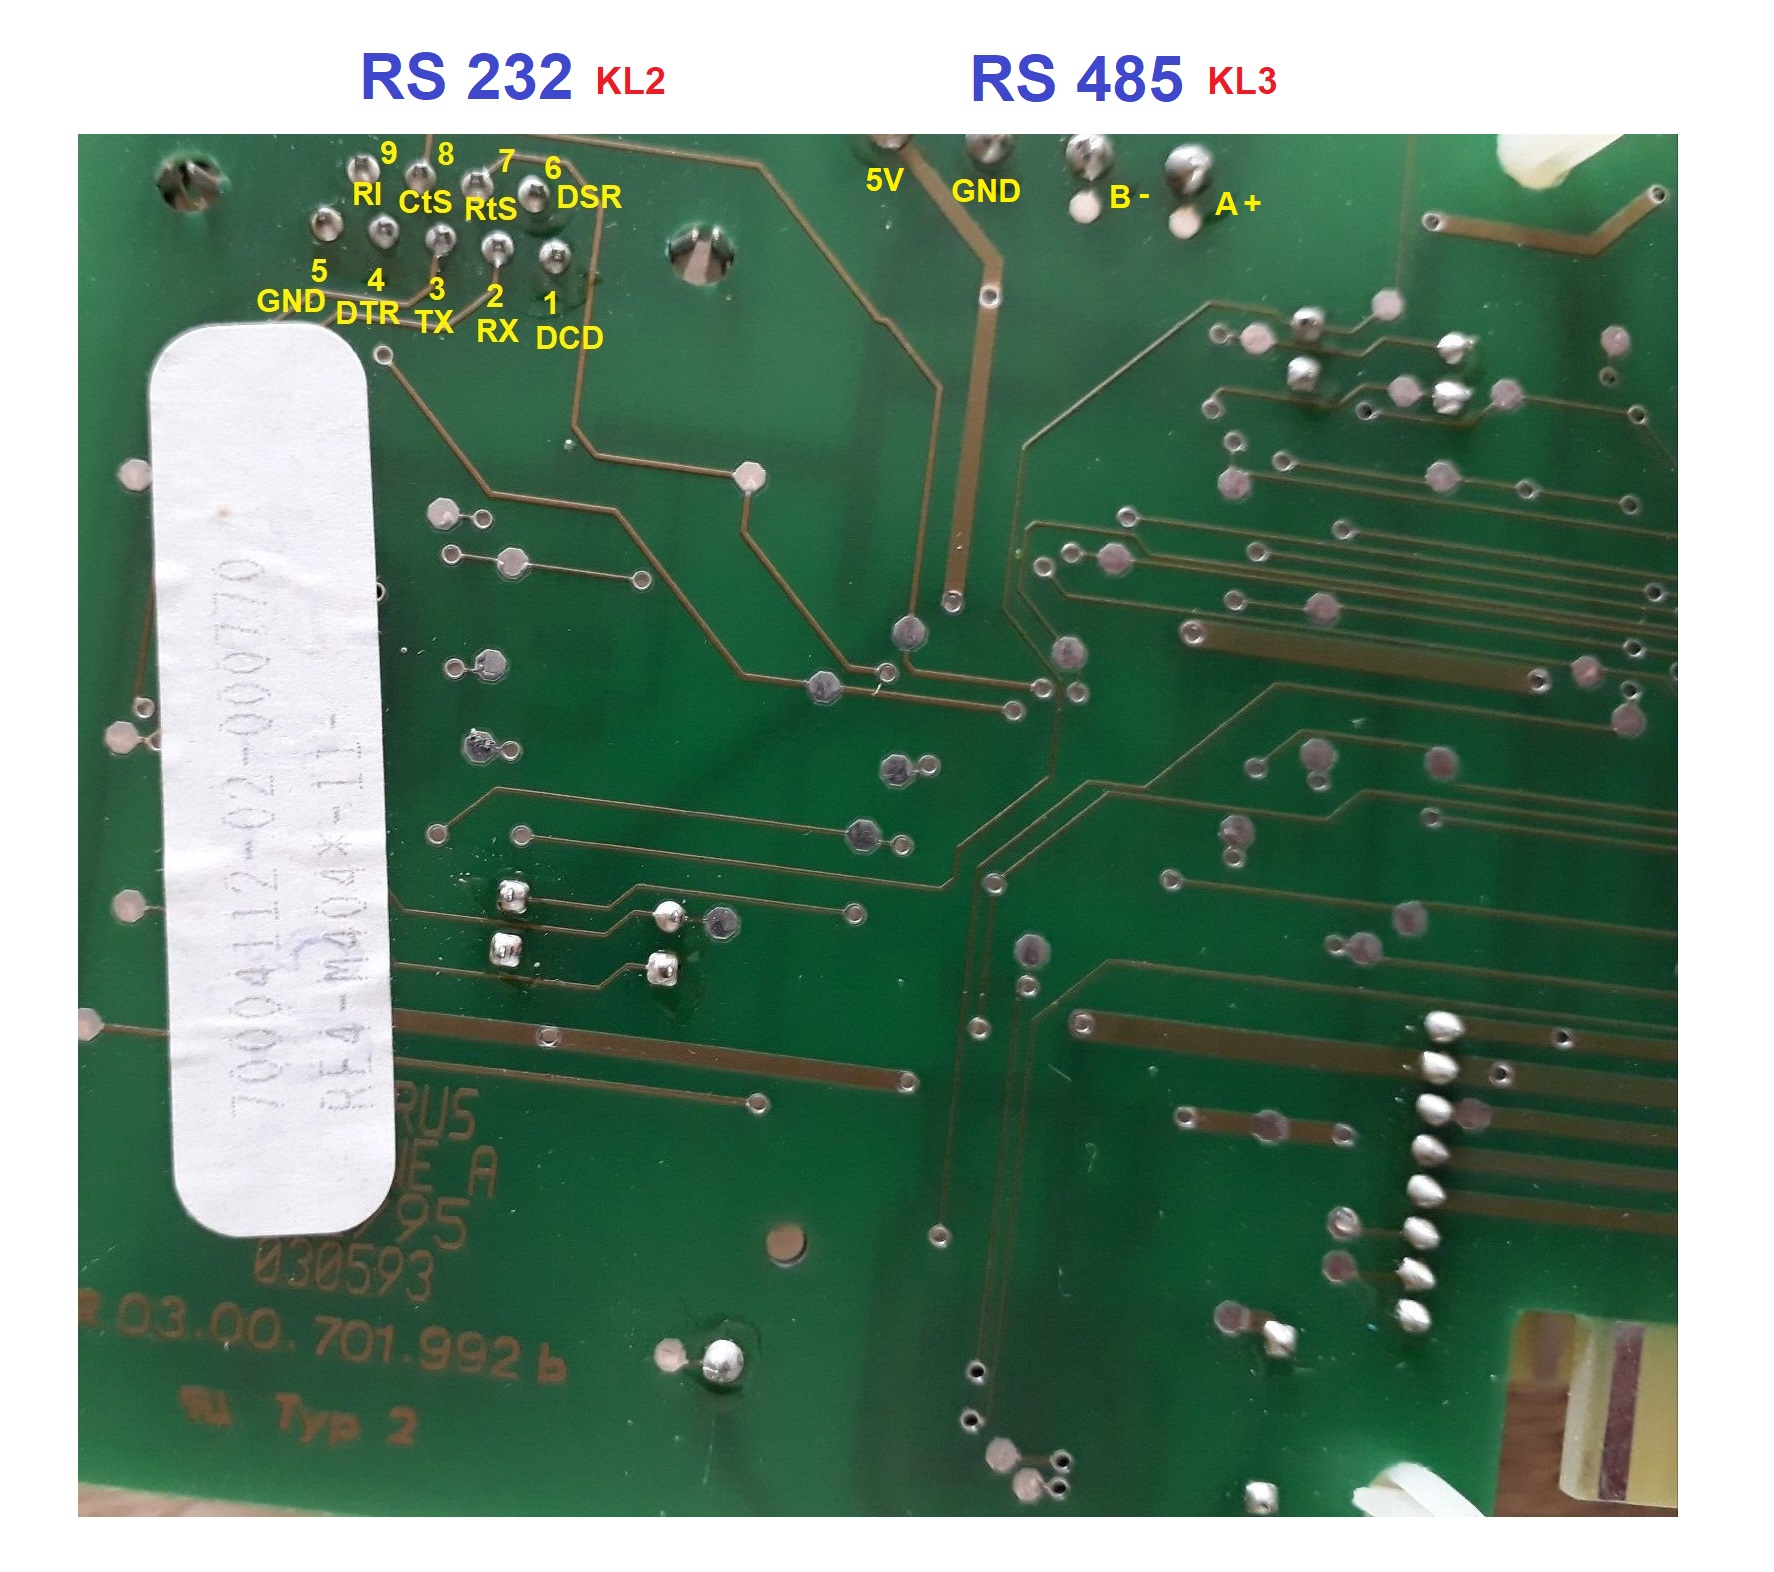 RS 232 KL2
RS 485 KL3
9 8 7 6
RI CtS RtS DSR
5V GND B - A +
5 4 3 2 1
GND DTR TX RX DCD
70004112-02-000770
RE4-M404*-11-
RUS
A
95
030593
03.00.701.992 b
Typ 2